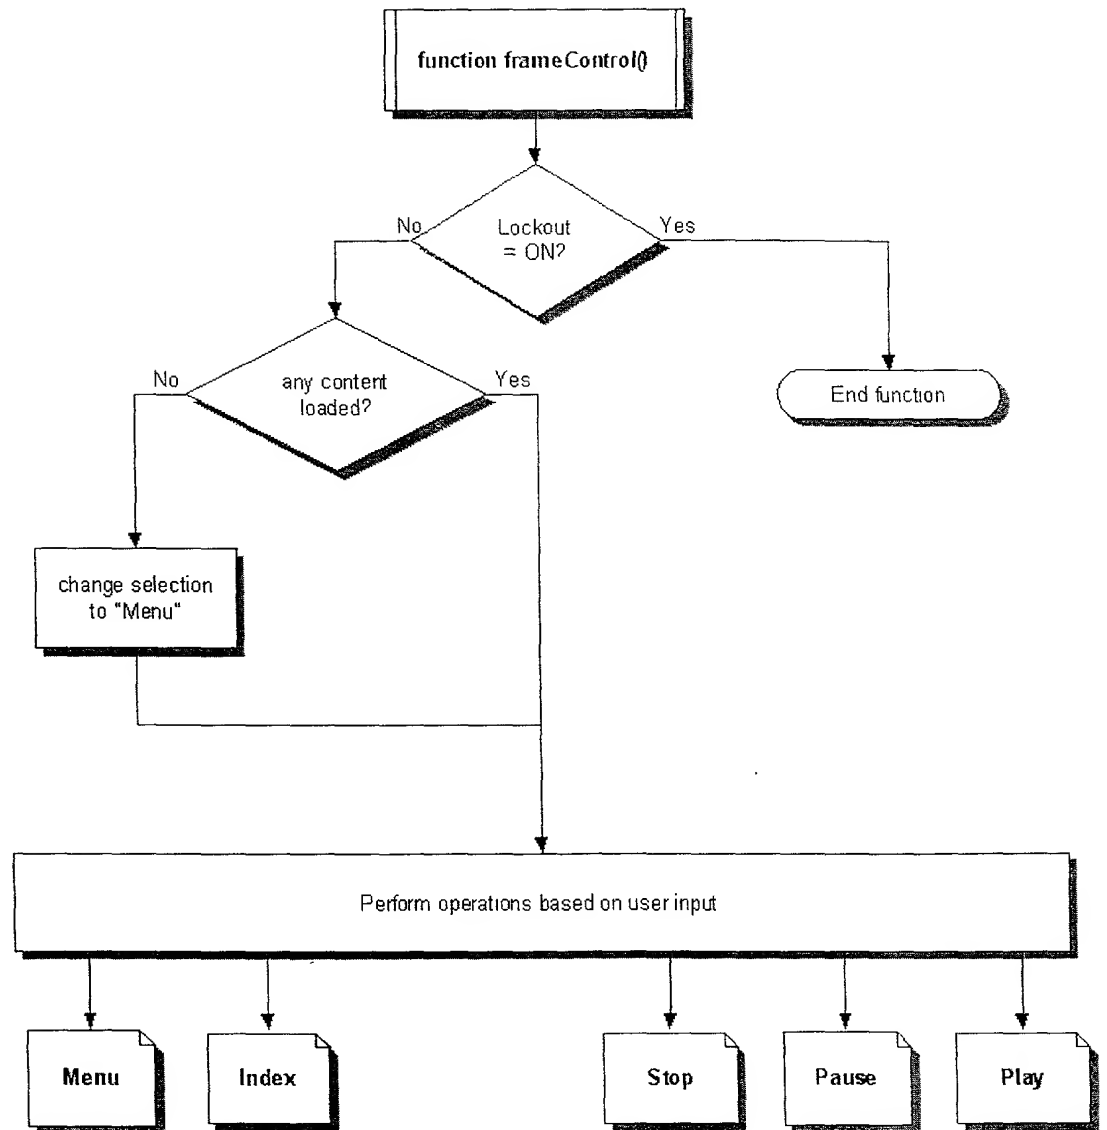 function frameControl()
Lockout
= ON?
No
Yes
any content
loaded?
No
Yes
End function
change selection
to "Menu"
Perform operations based on user input
Menu
Index
Stop
Pause
Play